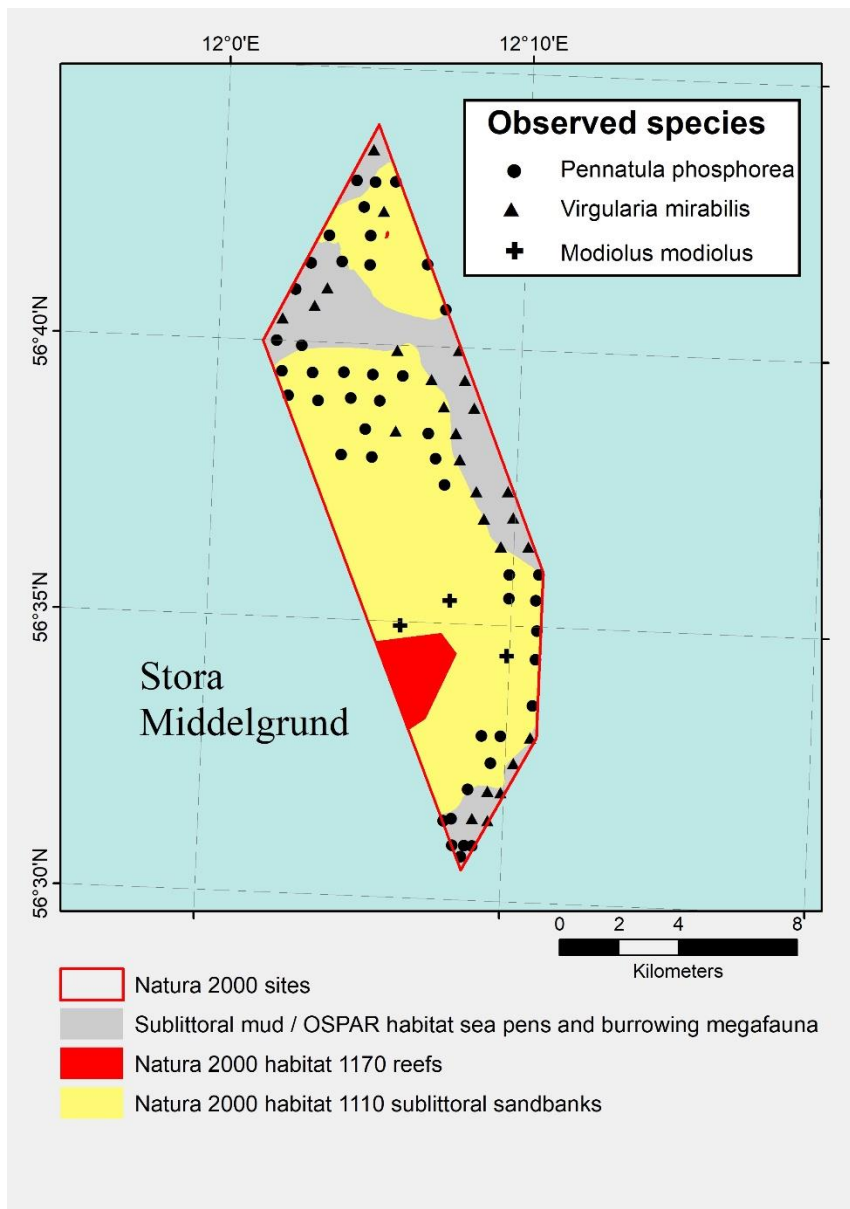 12°0'E
12°10'E
Observed species
Pennatula phosphorea
Virgularia mirabilis
Modiolus modiolus
56°40'N
56°35'N
Stora
Middelgrund
56°30'N
0 2 4 8
Kilometers
Natura 2000 sites
Sublittoral mud / OSPAR habitat sea pens and burrowing megafauna
Natura 2000 habitat 1170 reefs
Natura 2000 habitat 1110 sublittoral sandbanks